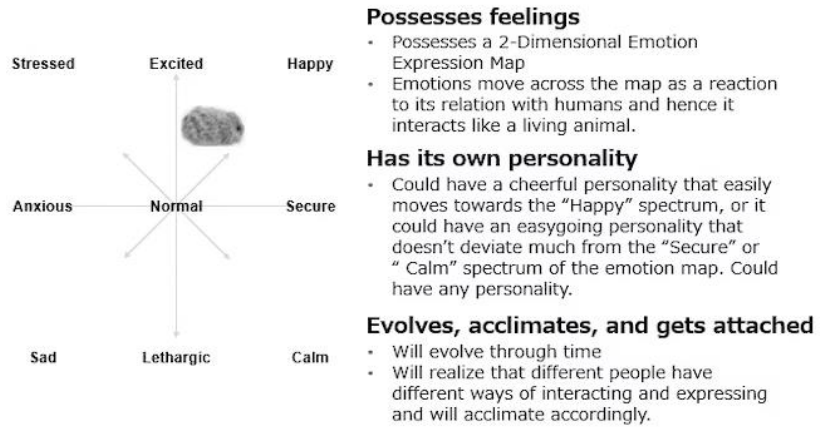 Stressed Excited Happy
Anxious Normal Secure
Sad Lethargic Calm
Possesses feelings
• Possesses a 2-Dimensional Emotion
Expression Map
• Emotions move across the map as a reaction
to its relation with humans and hence it
interacts like a living animal.
Has its own personality
• Could have a cheerful personality that easily
moves towards the “Happy” spectrum, or it
could have an easygoing personality that
doesn’t deviate much from the “Secure” or
“ Calm” spectrum of the emotion map. Could
have any personality.
Evolves, acclimates, and gets attached
• Will evolve through time
• Will realize that different people have
different ways of interacting and expressing
and will acclimate accordingly.